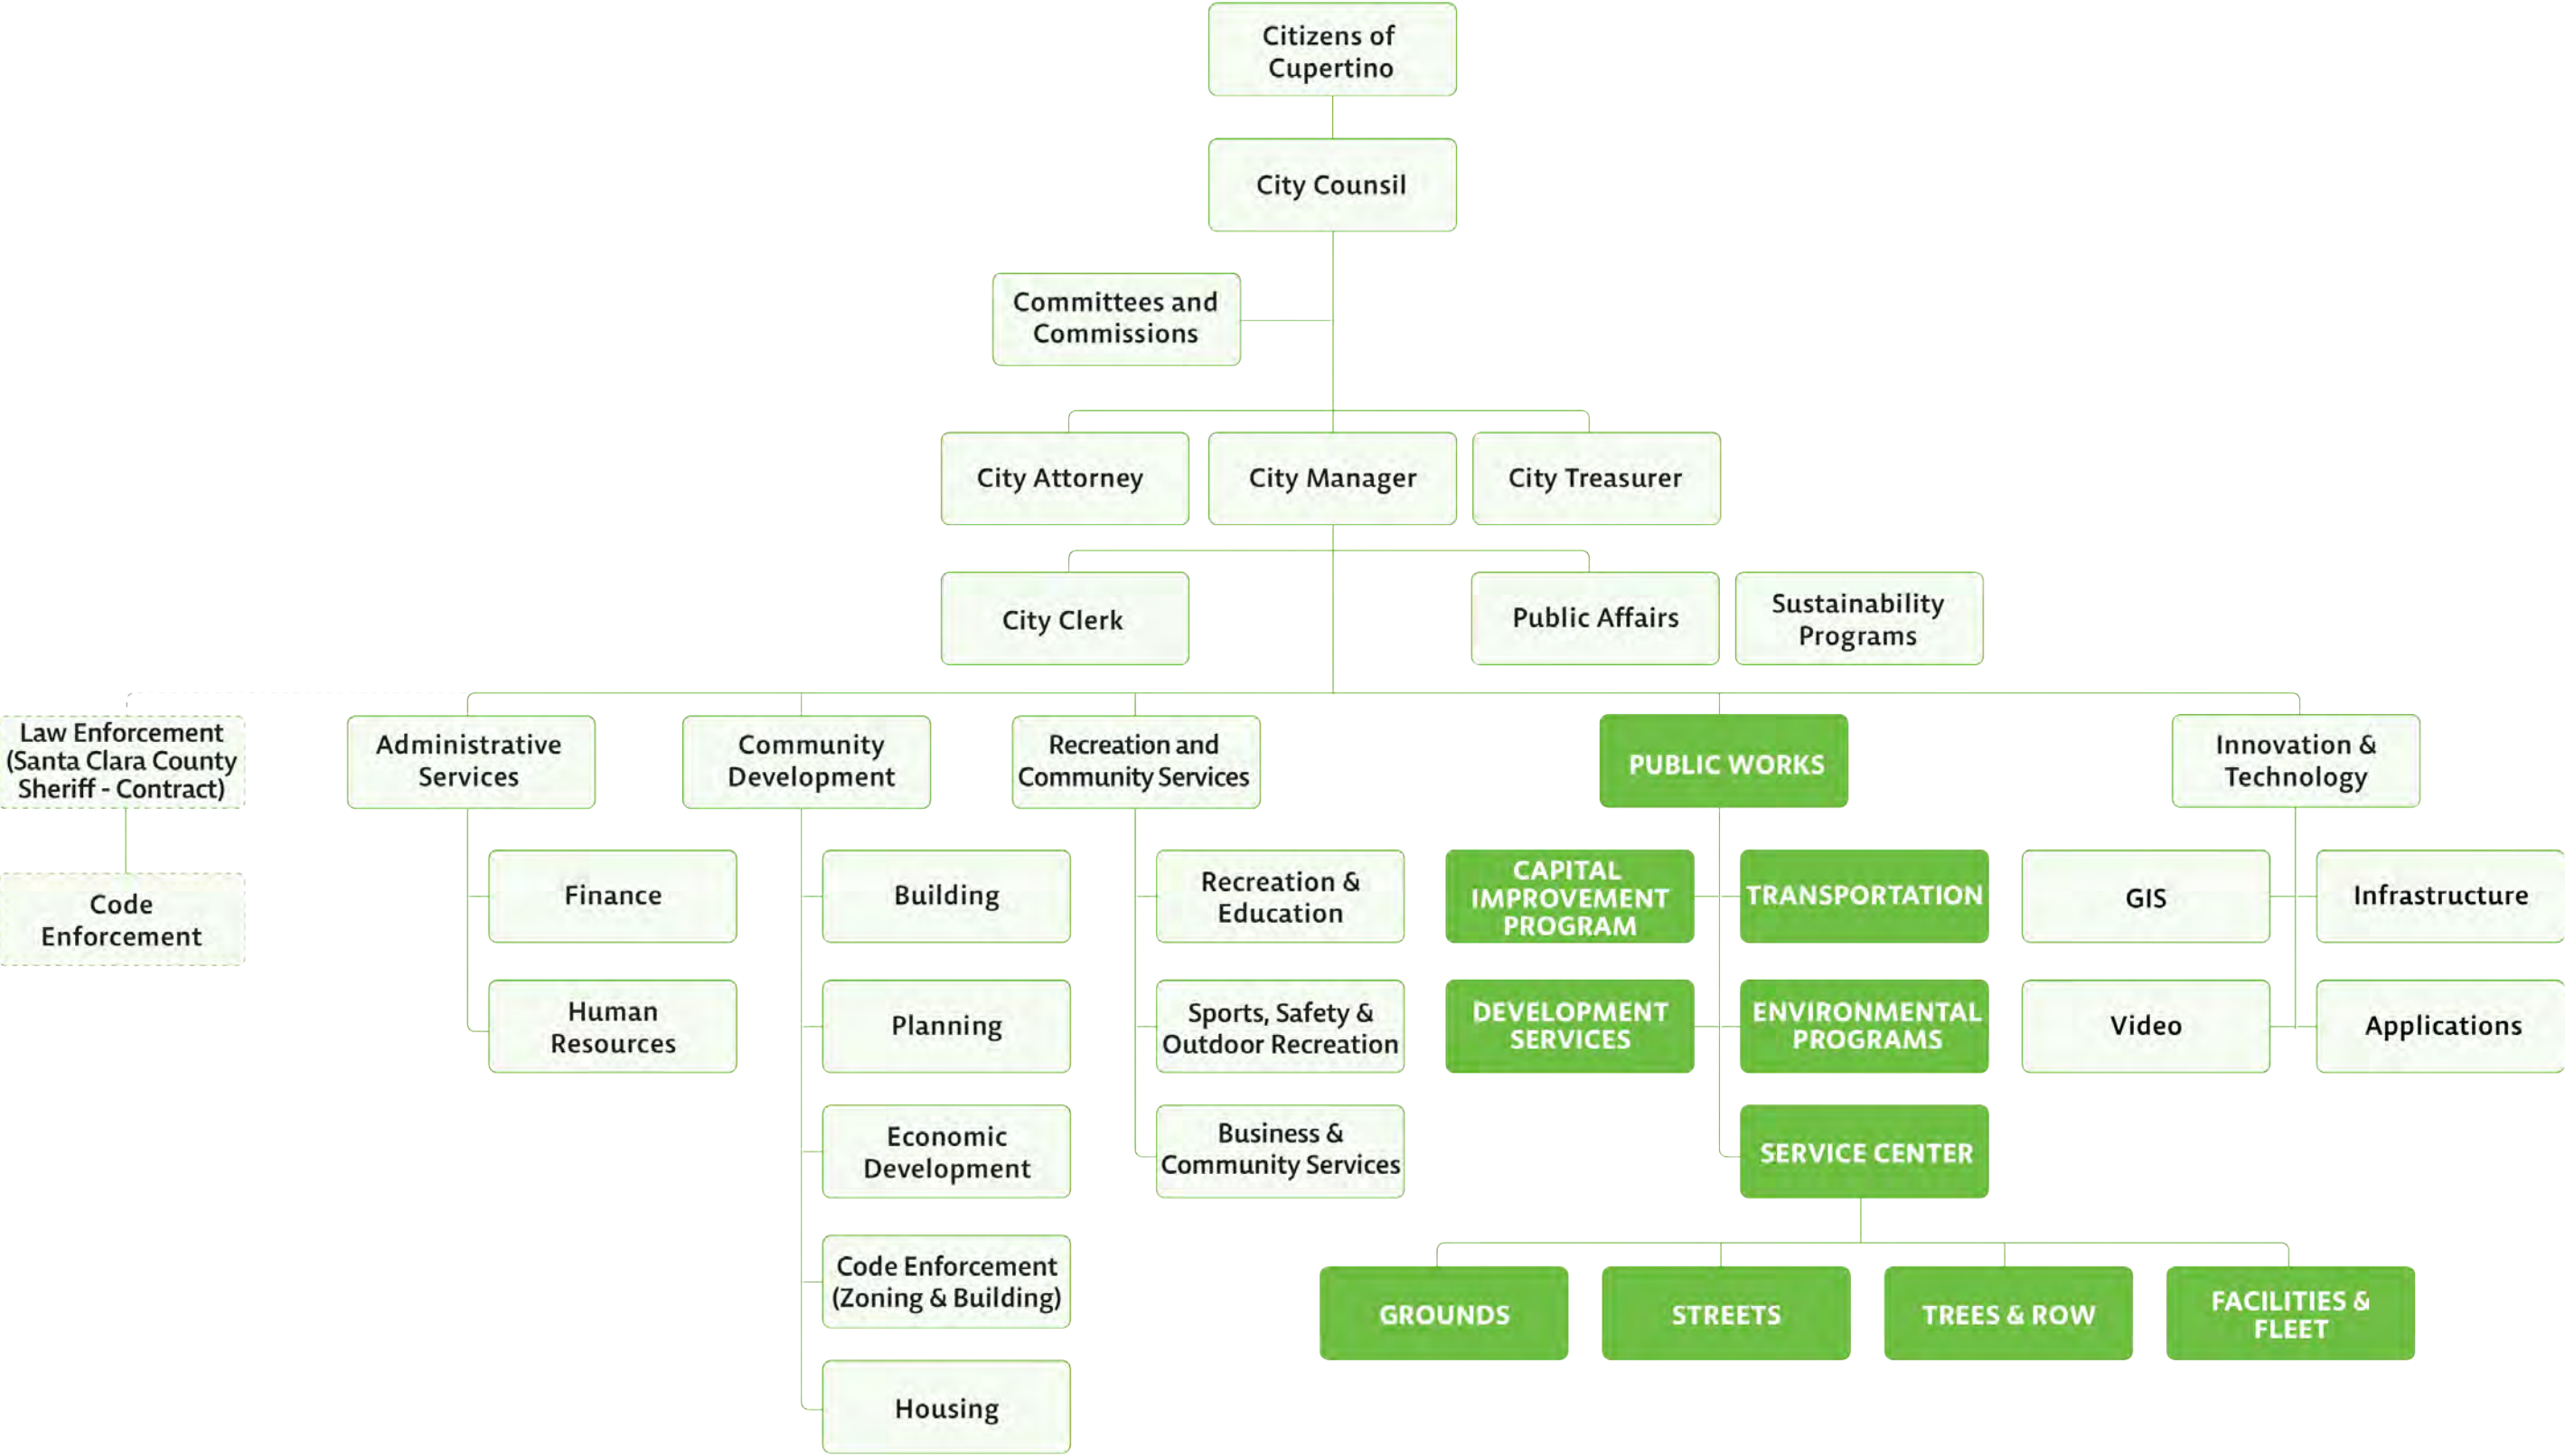 Citizens of
Cupertino
City Counsil
Committees and
Commissions
City Attorney
City Manager
City Treasurer
City Clerk
Public Affairs
Sustainability
Programs
Law Enforcement
(Santa Clara County
Sheriff - Contract)
Code
Enforcement
Administrative
Services
Finance
Human
Resources
Community
Development
Building
Planning
Economic
Development
Code Enforcement
(Zoning & Building)
Housing
Recreation and
Community Services
Recreation &
Education
Sports, Safety &
Outdoor Recreation
Business &
Community Services
PUBLIC WORKS
CAPITAL
IMPROVEMENT
PROGRAM
TRANSPORTATION
DEVELOPMENT
SERVICES
ENVIRONMENTAL
PROGRAMS
SERVICE CENTER
GROUNDS
STREETS
TREES & ROW
FACILITIES &
FLEET
Innovation &
Technology
GIS
Infrastructure
Video
Applications